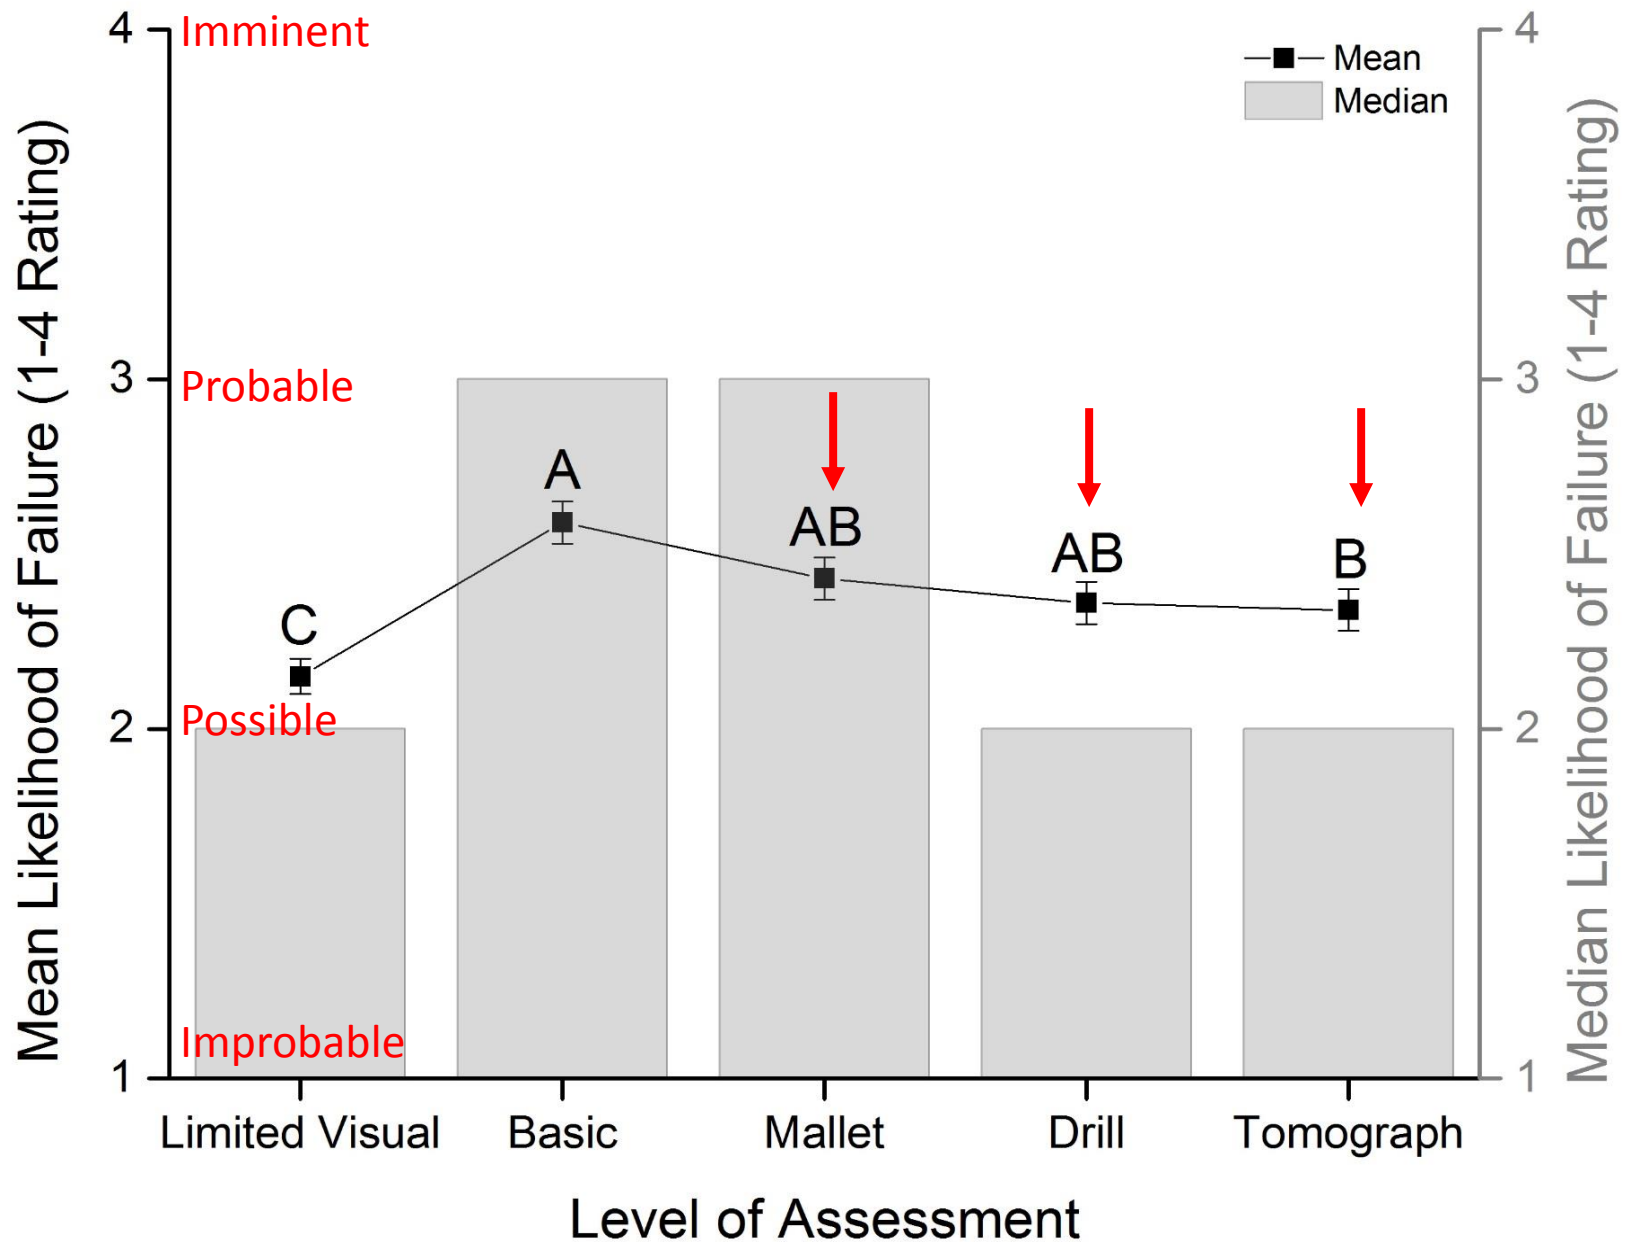 Mean Likelihood of Failure (1-4 Rating)
4
3
2
1
Imminent
Probable
Possible
Improbable
Mean
Median
C
A
AB
AB
B
4
3
2
1
Median Likelihood of Failure (1-4 Rating)
Limited Visual
Basic
Mallet
Drill
Tomograph
Level of Assessment